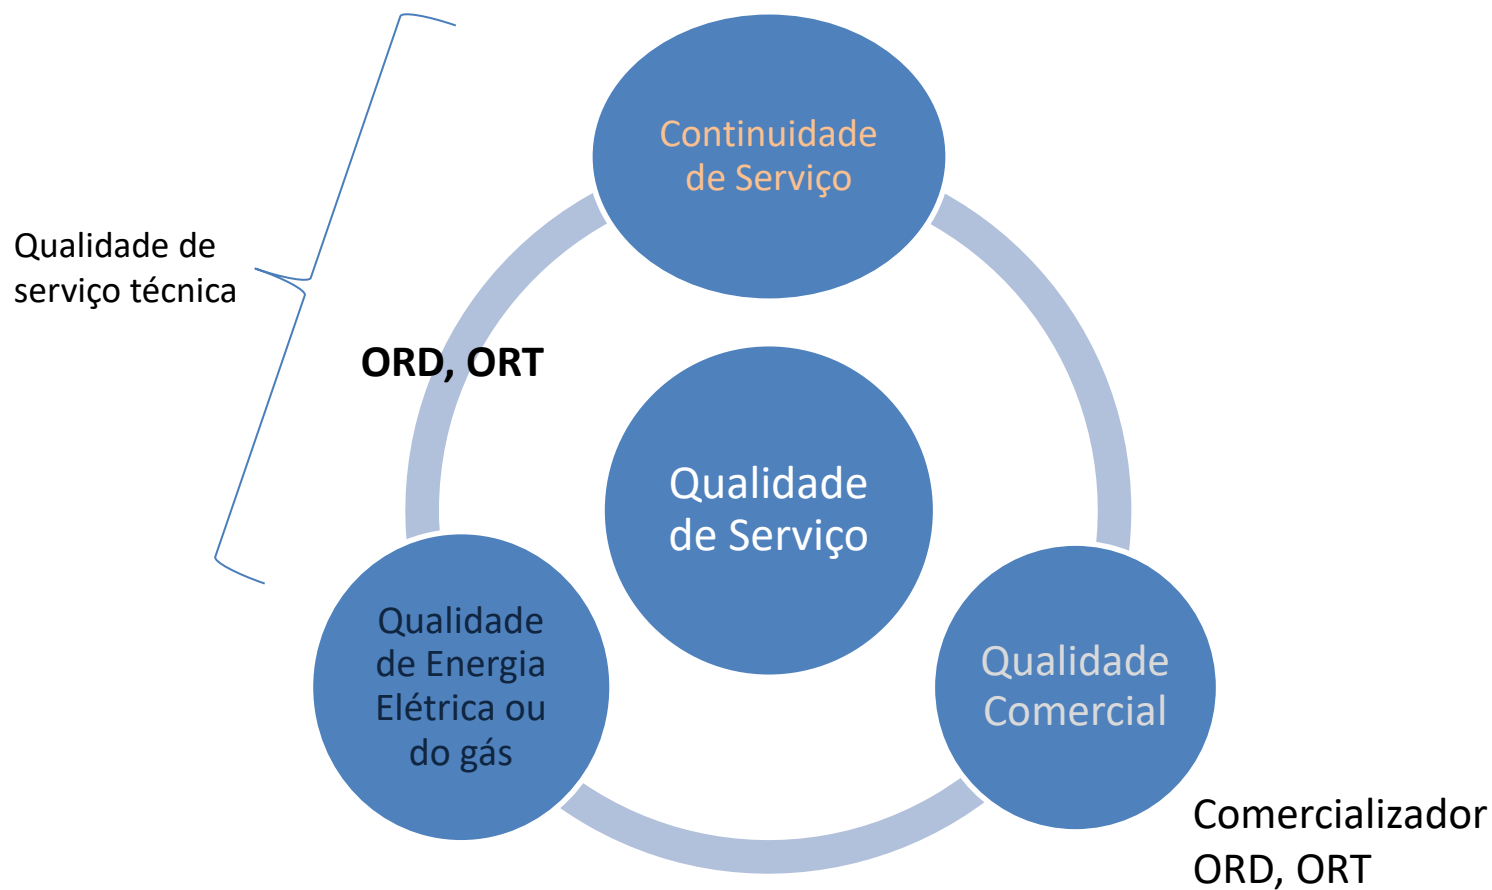 Continuidade
de Serviço
Qualidade de
serviço técnica
ORD, ORT
Qualidade
de Serviço
Qualidade
de Energia
Elétrica ou
do gás
Qualidade
Comercial
Comercializador
ORD, ORT